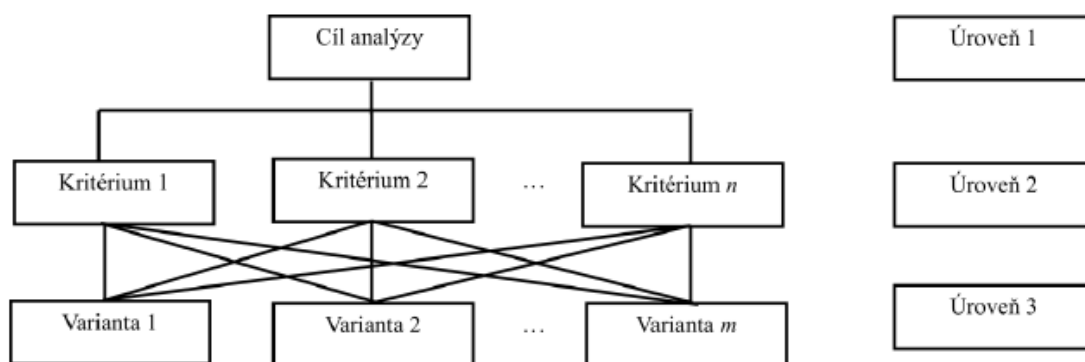 Cíl analýzy
Úroveň 1
Kritérium 1
Kritérium 2
...
Kritérium n
Úroveň 2
Varianta 1
Varianta 2
...
Varianta m
Úroveň 3